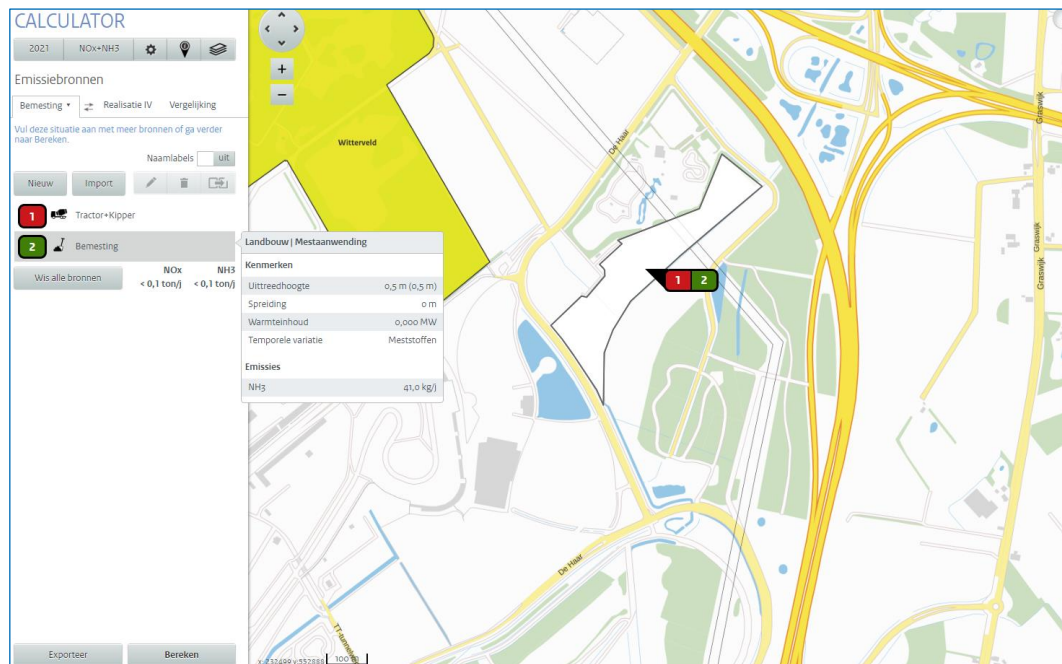 CALCULATOR
2021 NOx+NH3
Emissiebronnen
Bemesting Realisatie IV Vergelijking
Vul deze situatie aan met meer bronnen of ga verder
naar Bereken.
Naamlabels uit
Nieuw Import
1 Tractor+Kipper
2 Bemesting
Wis alle bronnen
NOx NH3
< 0,1 ton/j < 0,1 ton/j
Landbouw | Mestaanwending
Kenmerken
Uittreedhoogte 0,5 m (0,5 m)
Spreiding 0 m
Warmteinhoud 0,000 MW
Temporele variatie Meststoffen
Emissies
NH3 41,0 kg/j
Exporteer Bereken
+
−
Witterveld
De Haar
1 2
Graswijk
Graswijk
Graswijk
De Haar
x:232499 y:552888 100 m